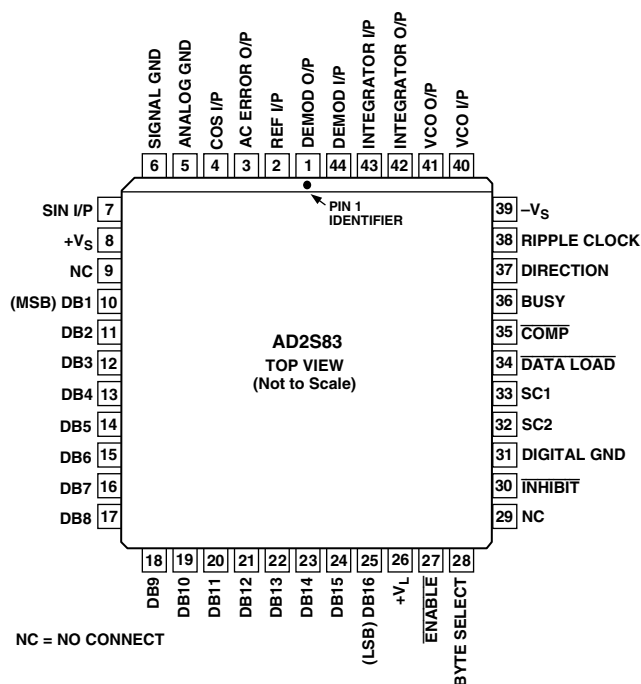 SIGNAL GND
ANALOG GND
COS I/P
AC ERROR O/P
REF I/P
DEMOD O/P
DEMOD I/P
INTEGRATOR I/P
INTEGRATOR O/P
VCO O/P
VCO I/P
6 5 4 3 2 1 44 43 42 41 40
PIN 1
IDENTIFIER
SIN I/P 7
+VS 8
NC 9
(MSB) DB1 10
DB2 11
DB3 12
DB4 13
DB5 14
DB6 15
DB7 16
DB8 17
AD2S83
TOP VIEW
(Not to Scale)
39 –VS
38 RIPPLE CLOCK
37 DIRECTION
36 BUSY
35 COMP
34 DATA LOAD
33 SC1
32 SC2
31 DIGITAL GND
30 INHIBIT
29 NC
18 19 20 21 22 23 24 25 26 27 28
DB9
DB10
DB11
DB12
DB13
DB14
DB15
(LSB) DB16
+VL
ENABLE
BYTE SELECT
NC = NO CONNECT